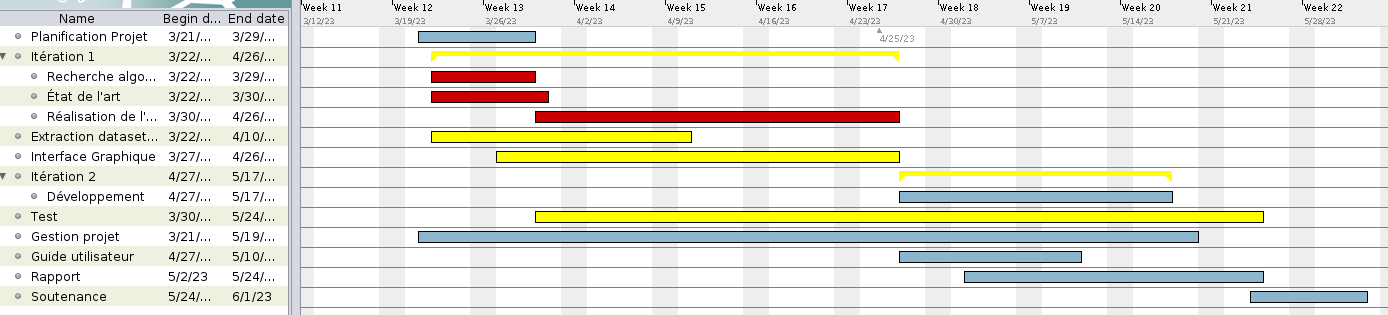 Week 11 Week 12 Week 13 Week 14 Week 15 Week 16 Week 17 Week 18 Week 19 Week 20 Week 21 Week 22
Name Begin d... End date 3/12/23 3/19/23 3/26/23 4/2/23 4/9/23 4/16/23 4/23/23 4/30/23 5/7/23 5/14/23 5/21/23 5/28/23
Planification Projet 3/21/... 3/29/... 4/25/23
Itération 1 3/22/... 4/26/...
Recherche algo... 3/22/... 3/29/...
État de l'art 3/22/... 3/30/...
Réalisation de l'... 3/30/... 4/26/...
Extraction dataset... 3/22/... 4/10/...
Interface Graphique 3/27/... 4/26/...
Itération 2 4/27/... 5/17/...
Développement 4/27/... 5/17/...
Test 3/30/... 5/24/...
Gestion projet 3/21/... 5/19/...
Guide utilisateur 4/27/... 5/10/...
Rapport 5/2/23 5/24/...
Soutenance 5/24/... 6/1/23